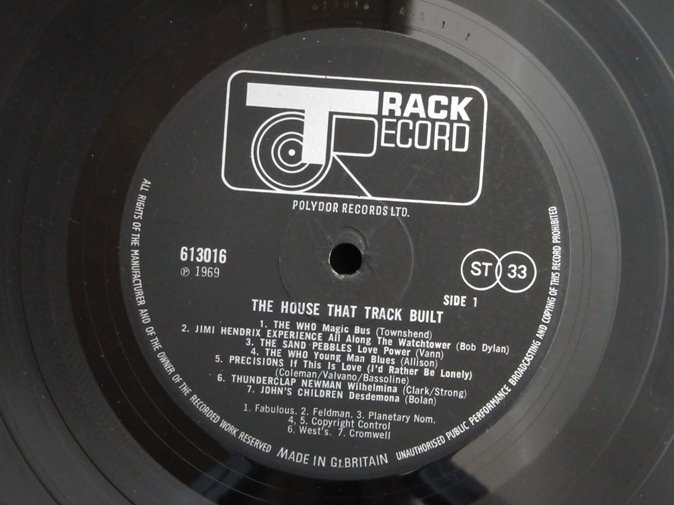 613016
TRACK
RECORD
POLYDOR RECORDS LTD.
613016
℗ 1969
ST 33
SIDE 1
THE HOUSE THAT TRACK BUILT
1. THE WHO Magic Bus (Townshend)
2. JIMI HENDRIX EXPERIENCE All Along The Watchtower (Bob Dylan)
3. THE SAND PEBBLES Love Power (Vann)
4. THE WHO Young Man Blues (Allison)
5. PRECISIONS If This Is Love (I'd Rather Be Lonely)
(Coleman/Valvano/Bassoline)
6. THUNDERCLAP NEWMAN Wilhelmina (Clark/Strong)
7. JOHN'S CHILDREN Desdemona (Bolan)
1. Fabulous. 2. Feldman. 3. Planetary Nom.
4, 5. Copyright Control
6. West's. 7. Cromwell
ALL RIGHTS OF THE MANUFACTURER AND OF THE OWNER OF THE RECORDED WORK RESERVED
MADE IN Gt.BRITAIN
UNAUTHORISED PUBLIC PERFORMANCE BROADCASTING AND COPYING OF THIS RECORD PROHIBITED